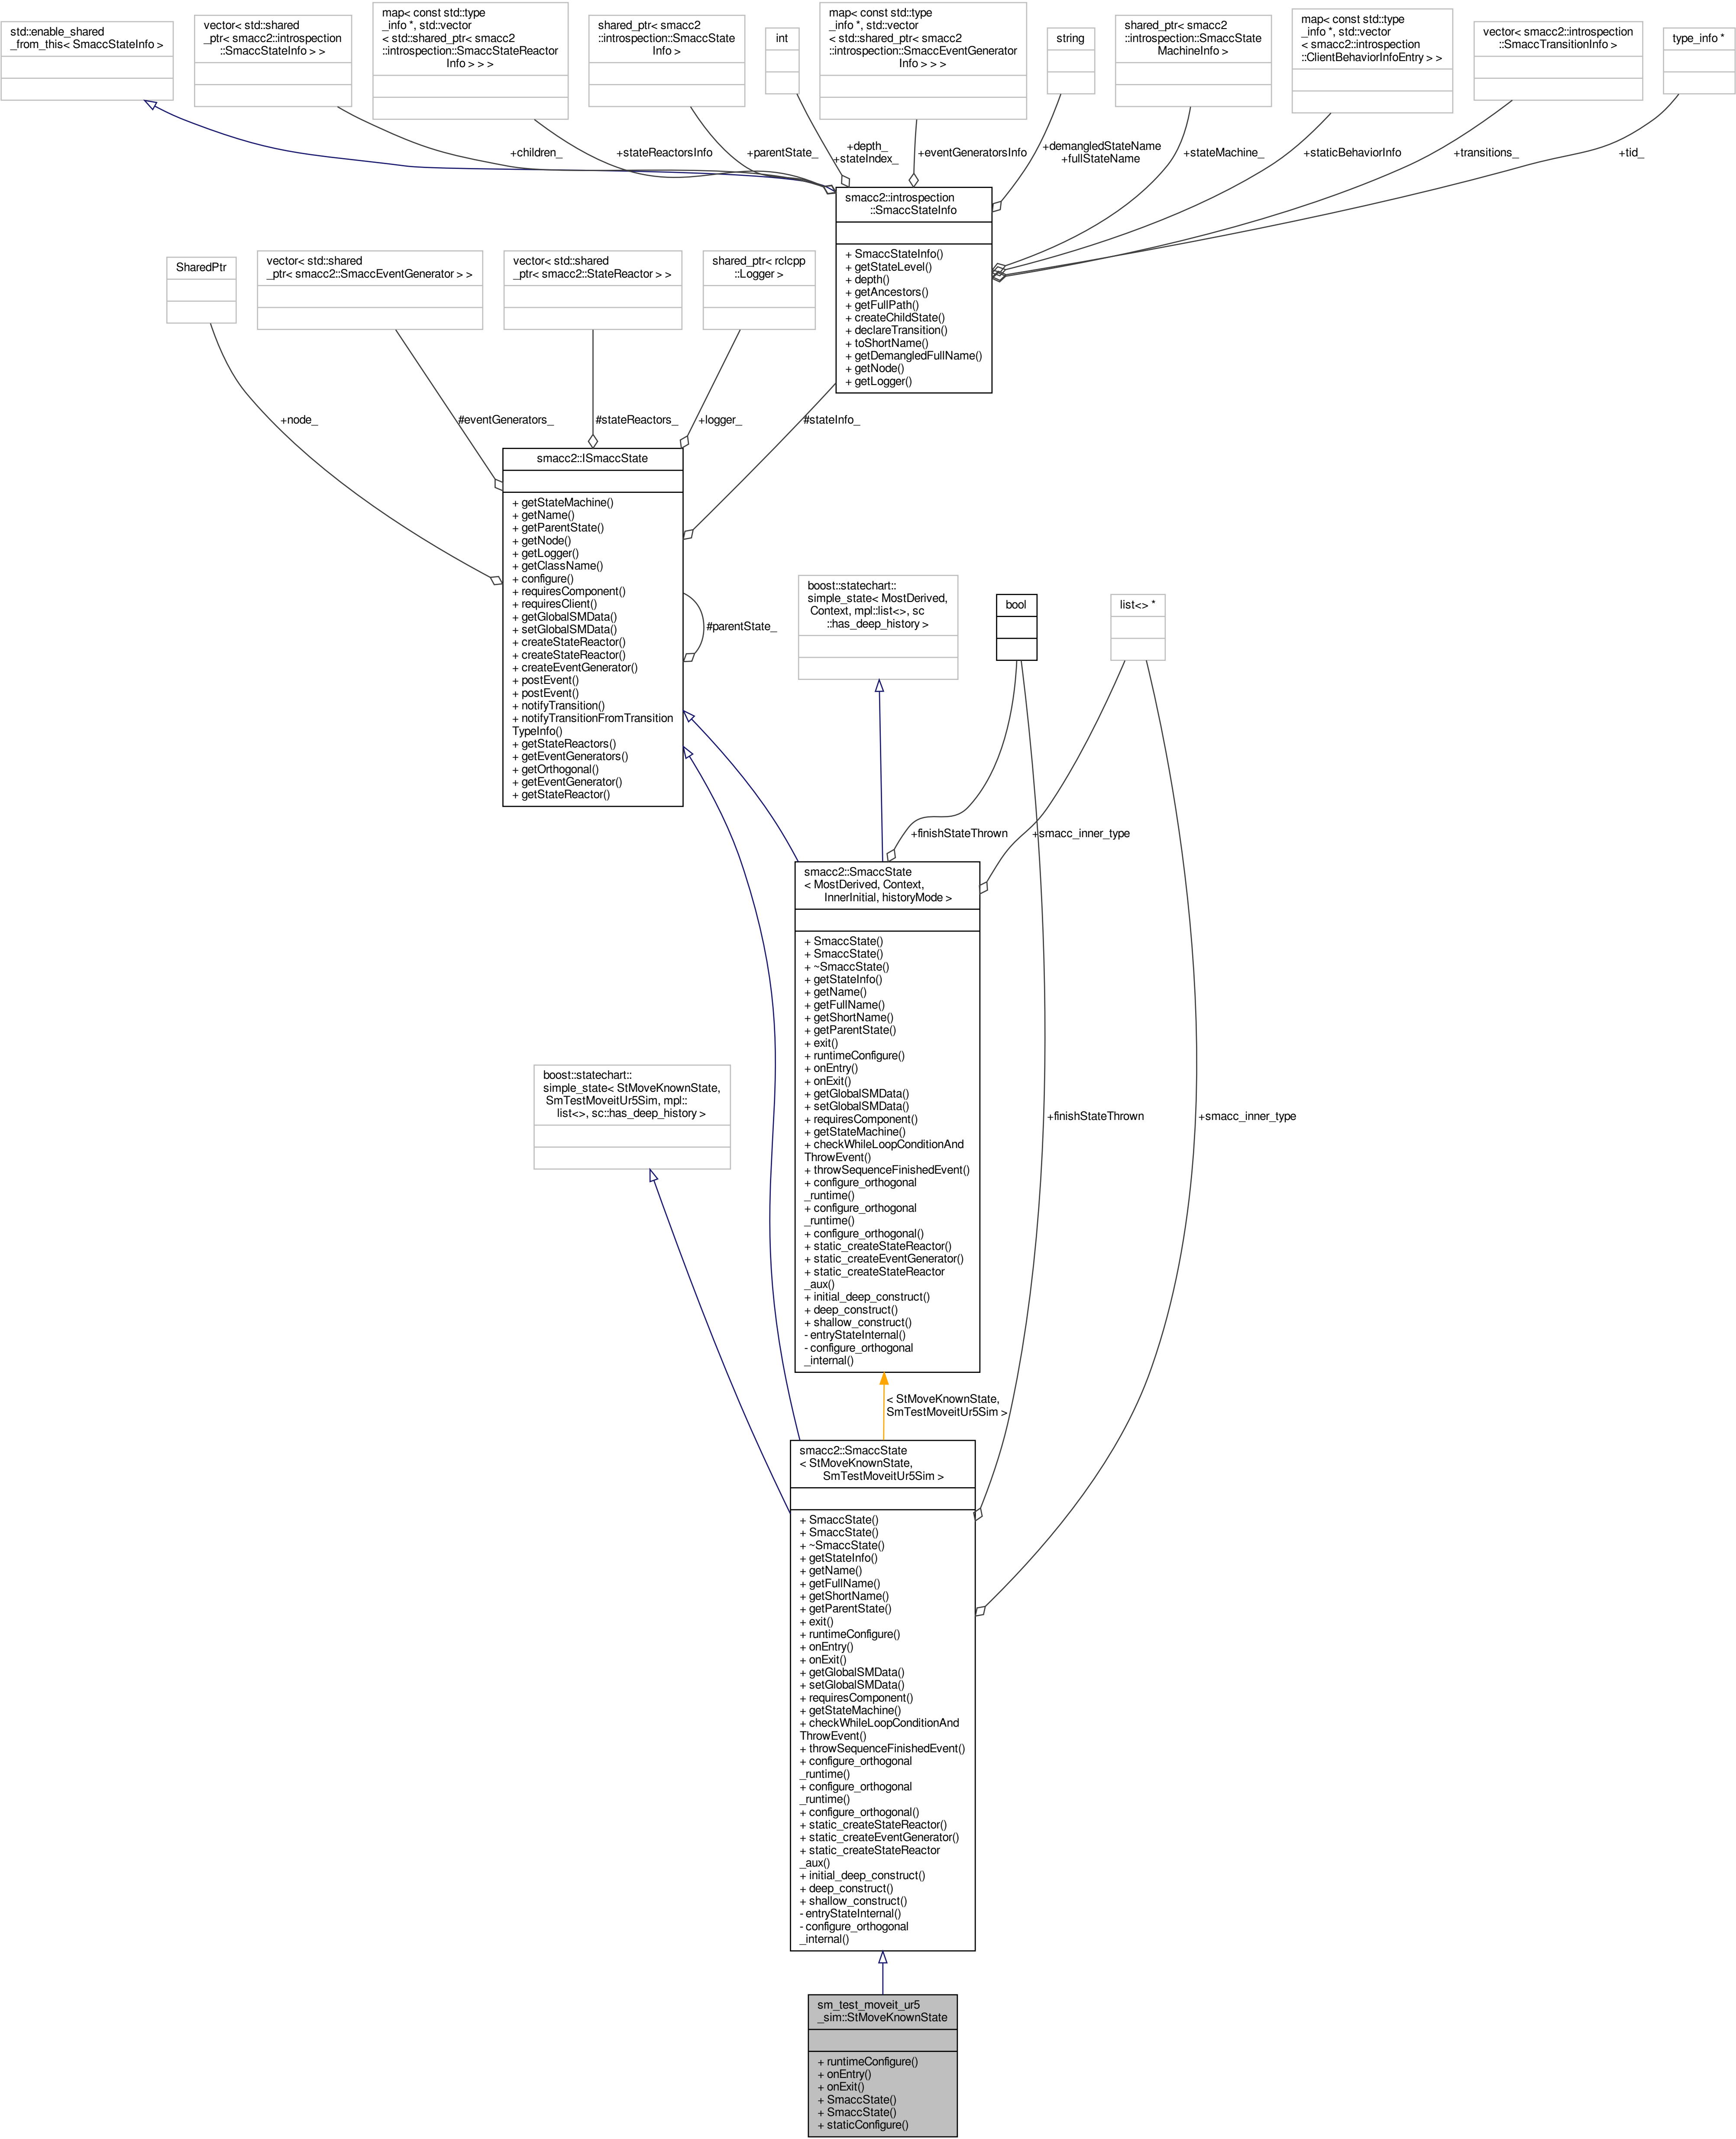 std::enable_shared
_from_this< SmaccStateInfo >
vector< std::shared
_ptr< smacc2::introspection
::SmaccStateInfo > >
map< const std::type
_info *, std::vector
< std::shared_ptr< smacc2
::introspection::SmaccStateReactor
Info > > >
shared_ptr< smacc2
::introspection::SmaccState
Info >
int
map< const std::type
_info *, std::vector
< std::shared_ptr< smacc2
::introspection::SmaccEventGenerator
Info > > >
string
shared_ptr< smacc2
::introspection::SmaccState
MachineInfo >
map< const std::type
_info *, std::vector
< smacc2::introspection
::ClientBehaviorInfoEntry > >
vector< smacc2::introspection
::SmaccTransitionInfo >
type_info *
+children_
+stateReactorsInfo
+parentState_
+depth_
+stateIndex_
+eventGeneratorsInfo
+demangledStateName
+fullStateName
+stateMachine_
+staticBehaviorInfo
+transitions_
+tid_
smacc2::introspection
::SmaccStateInfo
+ SmaccStateInfo()
+ getStateLevel()
+ depth()
+ getAncestors()
+ getFullPath()
+ createChildState()
+ declareTransition()
+ toShortName()
+ getDemangledFullName()
+ getNode()
+ getLogger()
SharedPtr
vector< std::shared
_ptr< smacc2::SmaccEventGenerator > >
vector< std::shared
_ptr< smacc2::StateReactor > >
shared_ptr< rclcpp
::Logger >
+node_
#eventGenerators_
#stateReactors_
+logger_
#stateInfo_
smacc2::ISmaccState
+ getStateMachine()
+ getName()
+ getParentState()
+ getNode()
+ getLogger()
+ getClassName()
+ configure()
+ requiresComponent()
+ requiresClient()
+ getGlobalSMData()
+ setGlobalSMData()
+ createStateReactor()
+ createStateReactor()
+ createEventGenerator()
+ postEvent()
+ postEvent()
+ notifyTransition()
+ notifyTransitionFromTransition
TypeInfo()
+ getStateReactors()
+ getEventGenerators()
+ getOrthogonal()
+ getEventGenerator()
+ getStateReactor()
#parentState_
boost::statechart::
simple_state< MostDerived,
Context, mpl::list<>, sc
::has_deep_history >
bool
list<> *
+finishStateThrown
+smacc_inner_type
smacc2::SmaccState
< MostDerived, Context,
InnerInitial, historyMode >
+ SmaccState()
+ SmaccState()
+ ~SmaccState()
+ getStateInfo()
+ getName()
+ getFullName()
+ getShortName()
+ getParentState()
+ exit()
+ runtimeConfigure()
+ onEntry()
+ onExit()
+ getGlobalSMData()
+ setGlobalSMData()
+ requiresComponent()
+ getStateMachine()
+ checkWhileLoopConditionAnd
ThrowEvent()
+ throwSequenceFinishedEvent()
+ configure_orthogonal
_runtime()
+ configure_orthogonal
_runtime()
+ configure_orthogonal()
+ static_createStateReactor()
+ static_createEventGenerator()
+ static_createStateReactor
_aux()
+ initial_deep_construct()
+ deep_construct()
+ shallow_construct()
- entryStateInternal()
- configure_orthogonal
_internal()
boost::statechart::
simple_state< StMoveKnownState,
SmTestMoveitUr5Sim, mpl::
list<>, sc::has_deep_history >
+finishStateThrown
+smacc_inner_type
< StMoveKnownState,
SmTestMoveitUr5Sim >
smacc2::SmaccState
< StMoveKnownState,
SmTestMoveitUr5Sim >
+ SmaccState()
+ SmaccState()
+ ~SmaccState()
+ getStateInfo()
+ getName()
+ getFullName()
+ getShortName()
+ getParentState()
+ exit()
+ runtimeConfigure()
+ onEntry()
+ onExit()
+ getGlobalSMData()
+ setGlobalSMData()
+ requiresComponent()
+ getStateMachine()
+ checkWhileLoopConditionAnd
ThrowEvent()
+ throwSequenceFinishedEvent()
+ configure_orthogonal
_runtime()
+ configure_orthogonal
_runtime()
+ configure_orthogonal()
+ static_createStateReactor()
+ static_createEventGenerator()
+ static_createStateReactor
_aux()
+ initial_deep_construct()
+ deep_construct()
+ shallow_construct()
- entryStateInternal()
- configure_orthogonal
_internal()
sm_test_moveit_ur5
_sim::StMoveKnownState
+ runtimeConfigure()
+ onEntry()
+ onExit()
+ SmaccState()
+ SmaccState()
+ staticConfigure()